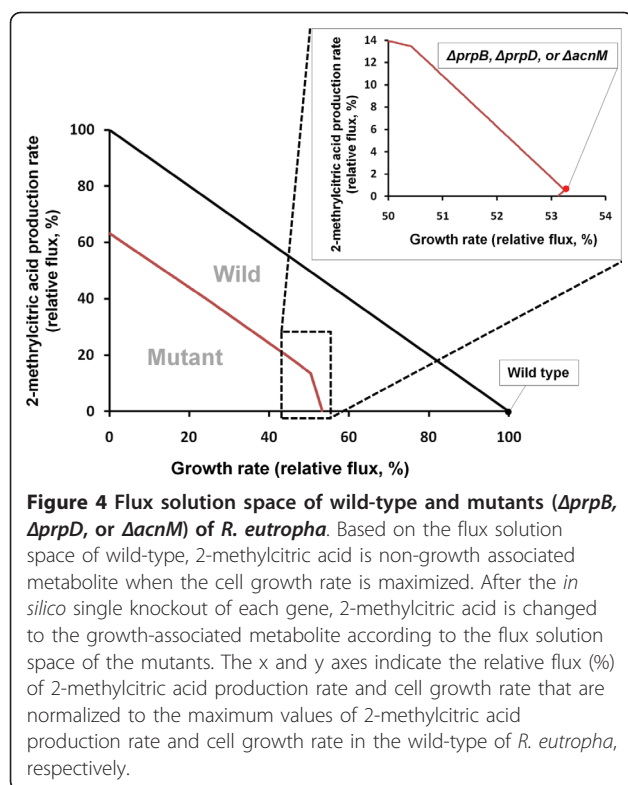 14
12
10
8
6
4
2
0
2-methrylcitric acid production rate
(relative flux, %)
ΔprpB, ΔprpD, or ΔacnM
50 51 52 53 54
Growth rate (relative flux, %)
100
80
60
40
20
0
2-methrylcitric acid production rate
(relative flux, %)
Wild
Mutant
Wild type
0 20 40 60 80 100
Growth rate (relative flux, %)
Figure 4 Flux solution space of wild-type and mutants (ΔprpB,
ΔprpD, or ΔacnM) of R. eutropha. Based on the flux solution
space of wild-type, 2-methylcitric acid is non-growth associated
metabolite when the cell growth rate is maximized. After the in
silico single knockout of each gene, 2-methylcitric acid is changed
to the growth-associated metabolite according to the flux solution
space of the mutants. The x and y axes indicate the relative flux (%)
of 2-methylcitric acid production rate and cell growth rate that are
normalized to the maximum values of 2-methylcitric acid
production rate and cell growth rate in the wild-type of R. eutropha,
respectively.